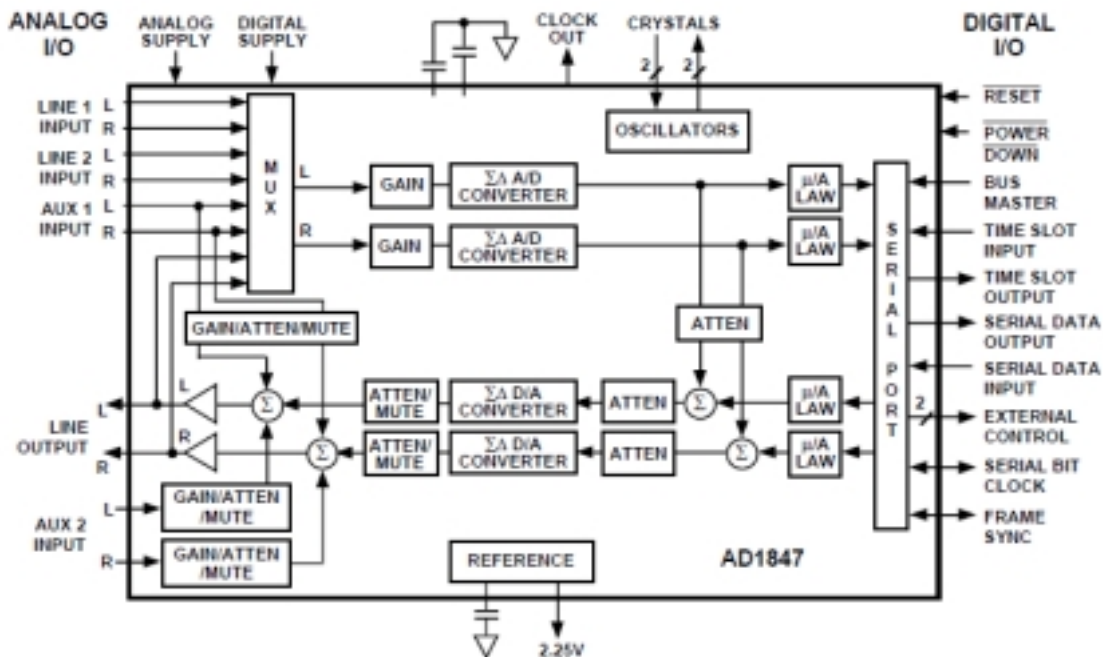 ANALOG
I/O
ANALOG
SUPPLY
DIGITAL
SUPPLY
CLOCK
OUT
CRYSTALS
DIGITAL
I/O
2
2
LINE 1
INPUT
L
R
LINE 2
INPUT
L
R
AUX 1
INPUT
L
R
MUX
L
R
OSCILLATORS
GAIN
ΣΔ A/D
CONVERTER
μ/A
LAW
GAIN
ΣΔ A/D
CONVERTER
μ/A
LAW
SERIAL PORT
RESET
POWER
DOWN
BUS
MASTER
TIME SLOT
INPUT
TIME SLOT
OUTPUT
SERIAL DATA
OUTPUT
SERIAL DATA
INPUT
2
EXTERNAL
CONTROL
SERIAL BIT
CLOCK
FRAME
SYNC
GAIN/ATTEN/MUTE
ATTEN
LINE
OUTPUT
L
R
L
R
Σ
ATTEN/
MUTE
ΣΔ D/A
CONVERTER
ATTEN
Σ
μ/A
LAW
Σ
ATTEN/
MUTE
ΣΔ D/A
CONVERTER
ATTEN
Σ
μ/A
LAW
AUX 2
INPUT
L
R
GAIN/ATTEN
/MUTE
GAIN/ATTEN
/MUTE
REFERENCE
AD1847
2.25V